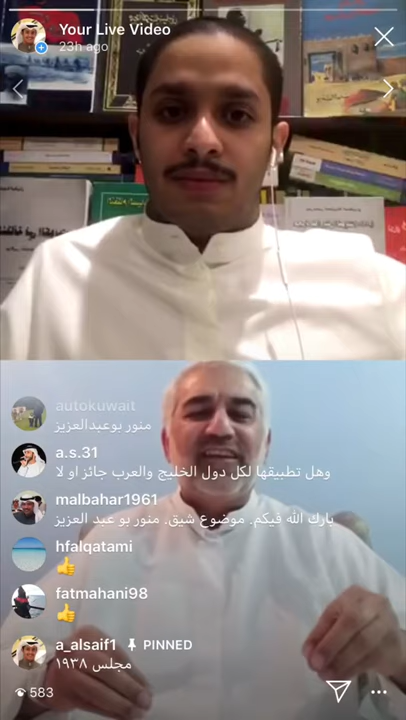 Your Live Video
23h ago
autokuwait
منور بوعبدالعزيز
a.s.31
وهل تطبيقها لكل دول الخليج والعرب جائز او لا
malbahar1961
بارك الله فيكم. موضوع شيق. منور بو عبد العزيز
hfalqatami
👍
fatmahani98
👍
a_alsaif1 PINNED
مجلس ١٩٣٨
583